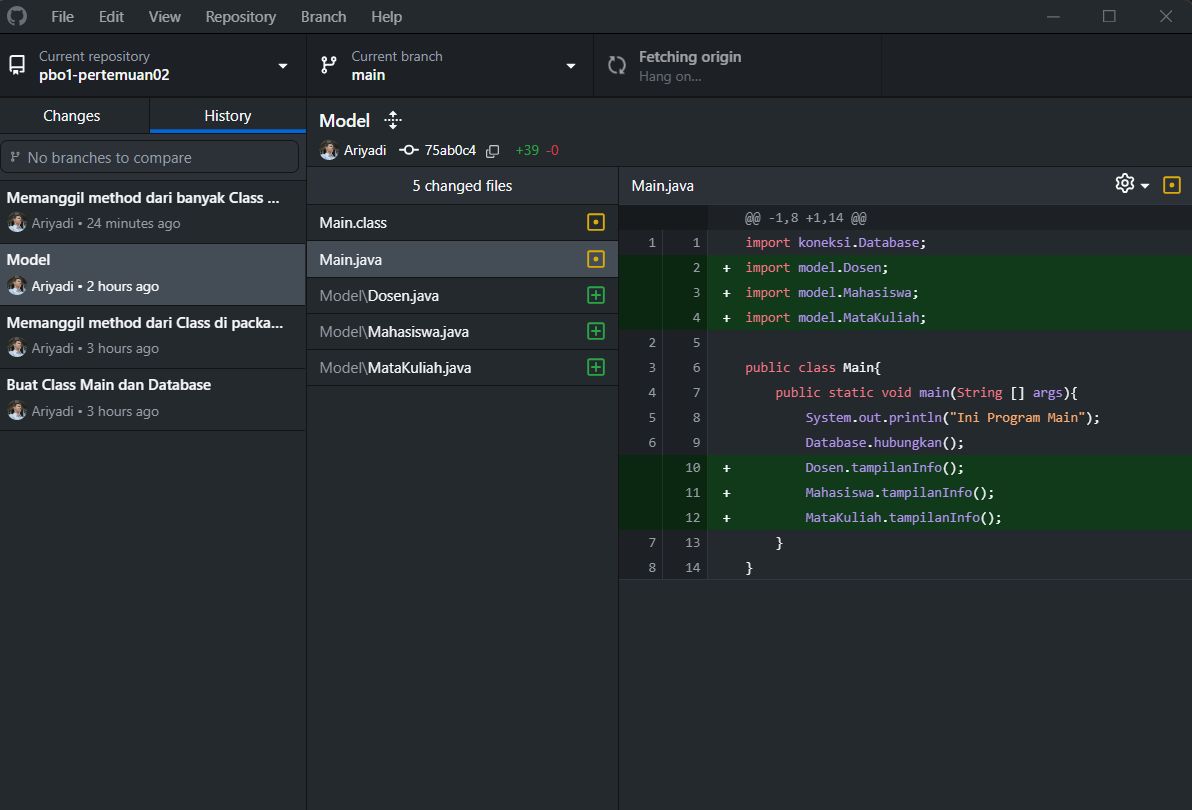 File Edit View Repository Branch Help
Current repository
pbo1-pertemuan02
Current branch
main
Fetching origin
Hang on...
Changes
History
No branches to compare
Memanggil method dari banyak Class ...
Ariyadi • 24 minutes ago
Model
Ariyadi • 2 hours ago
Memanggil method dari Class di packa...
Ariyadi • 3 hours ago
Buat Class Main dan Database
Ariyadi • 3 hours ago
Model
Ariyadi 75ab0c4 +39 -0
5 changed files
Main.class
Main.java
Model\Dosen.java
Model\Mahasiswa.java
Model\MataKuliah.java
Main.java
@@ -1,8 +1,14 @@
1 1 import koneksi.Database;
2 + import model.Dosen;
3 + import model.Mahasiswa;
4 + import model.MataKuliah;
2 5
3 6 public class Main{
4 7 public static void main(String [] args){
5 8 System.out.println("Ini Program Main");
6 9 Database.hubungkan();
10 + Dosen.tampilanInfo();
11 + Mahasiswa.tampilanInfo();
12 + MataKuliah.tampilanInfo();
7 13 }
8 14 }